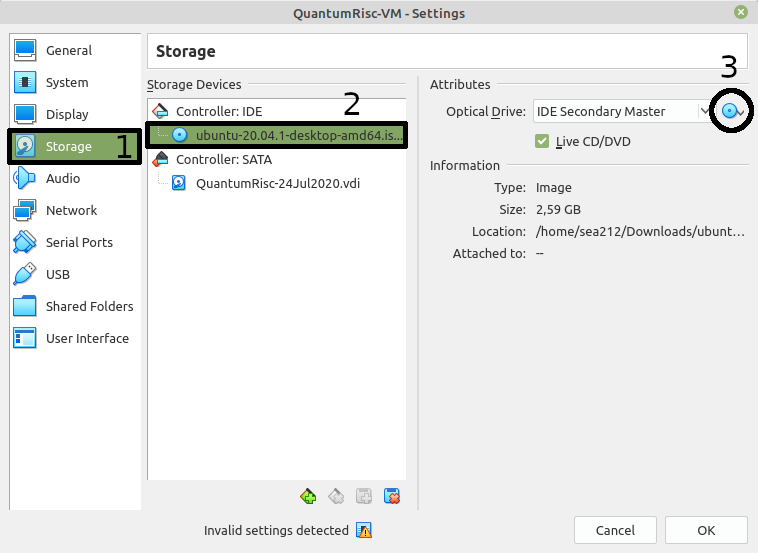 QuantumRisc-VM - Settings
General
System
Display
Storage 1
Audio
Network
Serial Ports
USB
Shared Folders
User Interface
Storage
Storage Devices
2
Controller: IDE
ubuntu-20.04.1-desktop-amd64.is...
Controller: SATA
QuantumRisc-24Jul2020.vdi
3
Attributes
Optical Drive: IDE Secondary Master
Live CD/DVD
Information
Type: Image
Size: 2,59 GB
Location: /home/sea212/Downloads/ubunt...
Attached to: --
Invalid settings detected
Cancel
OK